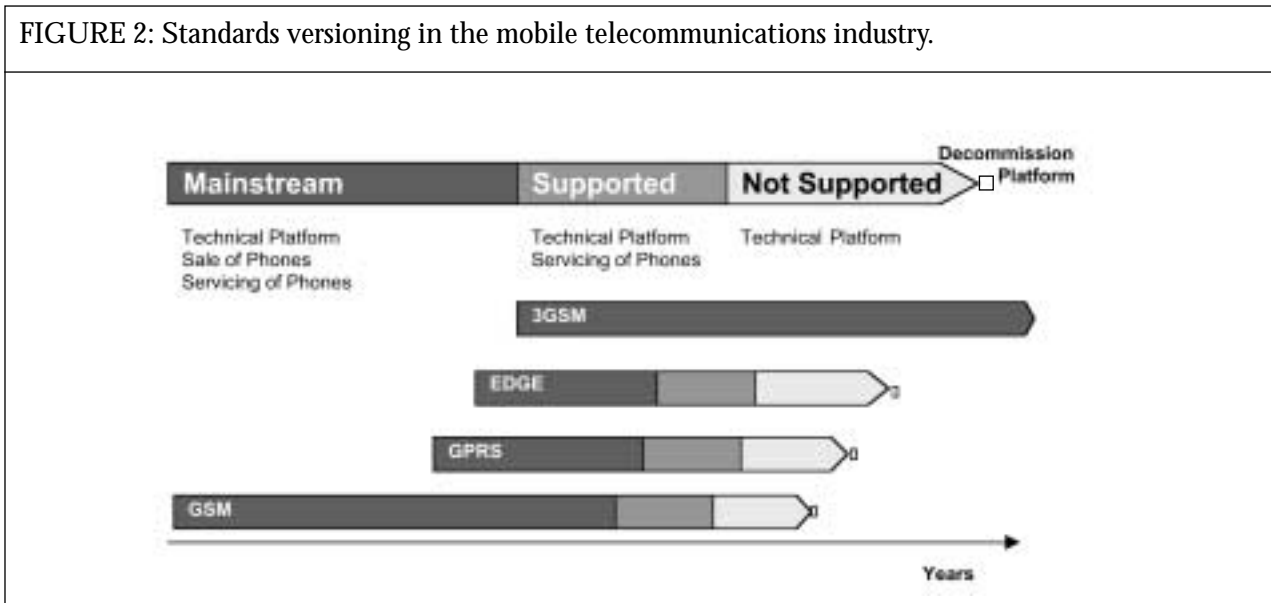 FIGURE 2: Standards versioning in the mobile telecommunications industry.
Decommission
Platform
Mainstream
Supported
Not Supported
Technical Platform
Sale of Phones
Servicing of Phones
Technical Platform
Servicing of Phones
Technical Platform
3GSM
EDGE
GPRS
GSM
Years